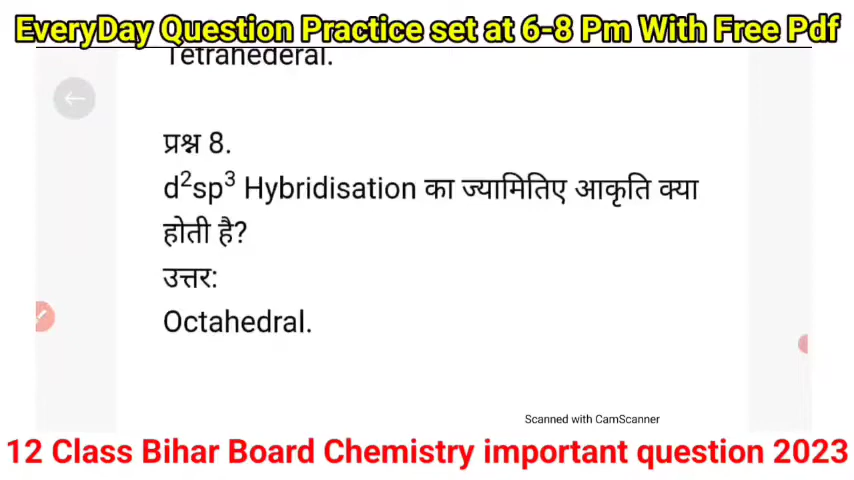 EveryDay Question Practice set at 6-8 Pm With Free Pdf
Tetrahederal.
प्रश्न 8.
d²sp³ Hybridisation का ज्यामितिए आकृति क्या
होती है?
उत्तर:
Octahedral.
Scanned with CamScanner
12 Class Bihar Board Chemistry important question 2023